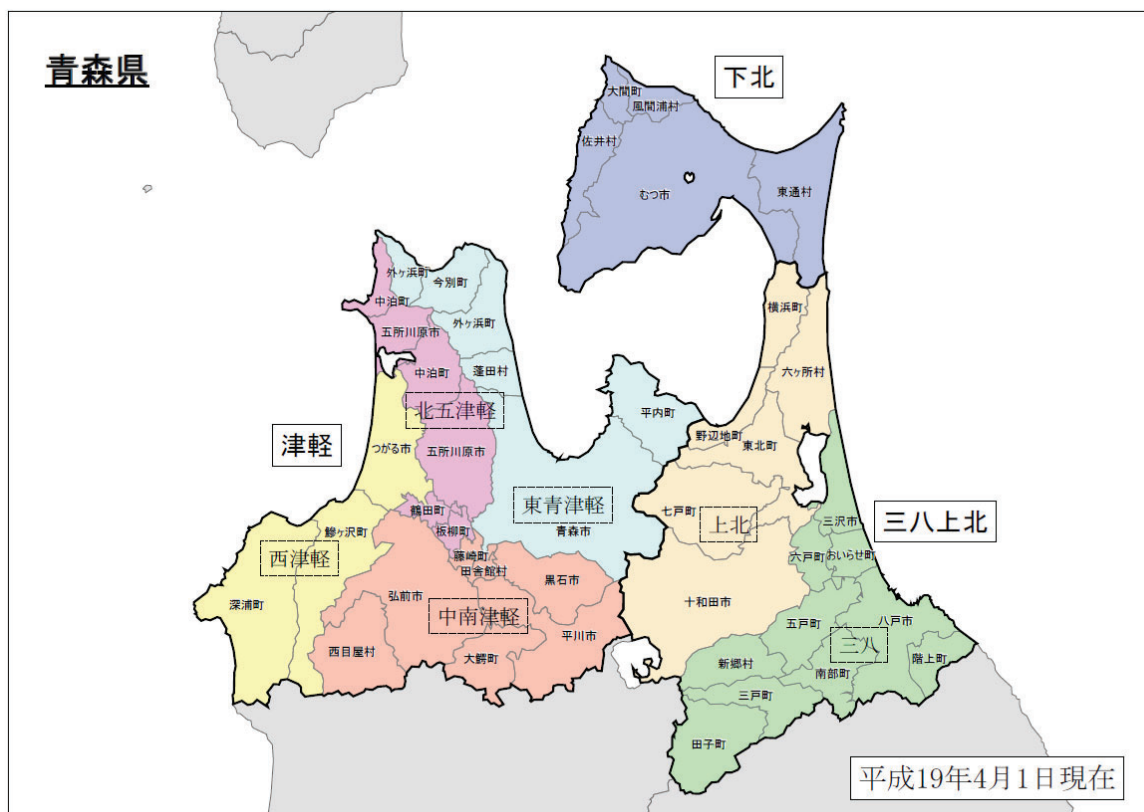 青森県
下北
大間町
風間浦村
佐井村
むつ市
東通村
外ヶ浜町
今別町
中泊町
五所川原市
外ヶ浜町
横浜町
中泊町
蓬田村
六ヶ所村
北五津軽
平内町
野辺地町
東北町
津軽
つがる市
五所川原市
東青津軽
青森市
鶴田町
板柳町
七戸町
上北
三沢市
三八上北
鰺ヶ沢町
西津軽
藤崎町
田舎館村
黒石市
六戸町
おいらせ町
深浦町
弘前市
中南津軽
平川市
十和田市
五戸町
八戸市
三八
西目屋村
大鰐町
新郷村
南部町
階上町
三戸町
田子町
平成19年4月1日現在